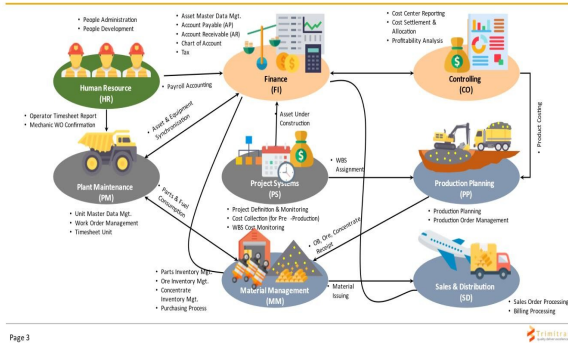 • People Administration
• People Development
• Asset Master Data Mgt.
• Account Payable (AP)
• Account Receivable (AR)
• Chart of Account
• Tax
• Cost Center Reporting
• Cost Settlement &
Allocation
• Profitability Analysis
Human Resource
(HR)
• Payroll Accounting
Finance
(FI)
Controlling
(CO)
• Operator Timesheet Report
• Mechanic WO Confirmation
• Asset & Equipment
Synchronization
• Asset Under
Construction
• Product Costing
Plant Maintenance
(PM)
Project Systems
(PS)
• WBS
Assignment
Production Planning
(PP)
• Unit Master Data Mgt.
• Work Order Management
• Timesheet Unit
• Parts & Fuel
Consumption
• Project Definition & Monitoring
• Cost Collection (for Pre -Production)
• WBS Cost Monitoring
• Production Planning
• Production Order Management
• OB, Ore, Concentrate
Receipt
• Parts Inventory Mgt.
• Ore Inventory Mgt.
• Concentrate
Inventory Mgt.
• Purchasing Process
Material Management
(MM)
• Material
Issuing
Sales & Distribution
(SD)
• Sales Order Processing
• Billing Processing
Page 3
Trimitra